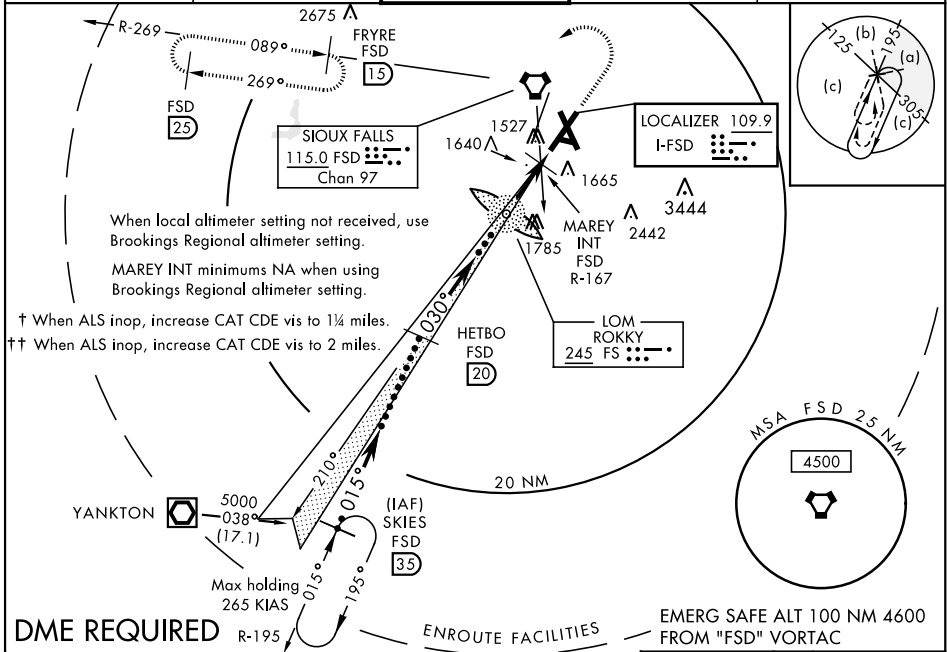 R-269
089°
269°
2675
FRYRE
FSD
15
FSD
25
SIOUX FALLS
115.0 FSD
Chan 97
1527
1640
1665
1785
2442
3444
LOCALIZER 109.9
I-FSD
MAREY
INT
FSD
R-167
(b)
195
125
(a)
(c)
305
(c)
When local altimeter setting not received, use
Brookings Regional altimeter setting.
MAREY INT minimums NA when using
Brookings Regional altimeter setting.
† When ALS inop, increase CAT CDE vis to 1¼ miles.
†† When ALS inop, increase CAT CDE vis to 2 miles.
030°
HETBO
FSD
20
LOM
ROKKY
245 FS
210°
015°
20 NM
MSA FSD 25 NM
4500
YANKTON
5000
038°
(17.1)
(IAF)
SKIES
FSD
35
015°
195°
Max holding
265 KIAS
R-195
DME REQUIRED
ENROUTE FACILITIES
EMERG SAFE ALT 100 NM 4600
FROM "FSD" VORTAC